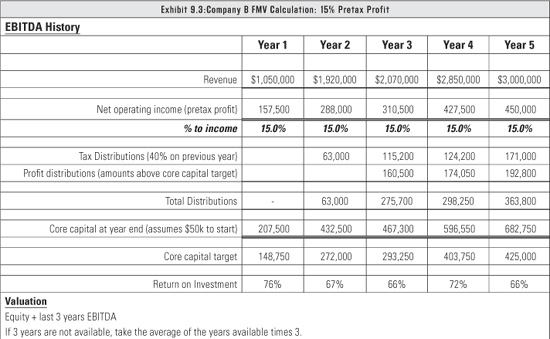 Exhibit 9.3:Company B FMV Calculation: 15% Pretax Profit
EBITDA History
Year 1 Year 2 Year 3 Year 4 Year 5
Revenue $1,050,000 $1,920,000 $2,070,000 $2,850,000 $3,000,000
Net operating income (pretax profit) 157,500 288,000 310,500 427,500 450,000
% to income 15.0% 15.0% 15.0% 15.0% 15.0%
Tax Distributions (40% on previous year) 63,000 115,200 124,200 171,000
Profit distributions (amounts above core capital target) 160,500 174,050 192,800
Total Distributions - 63,000 275,700 298,250 363,800
Core capital at year end (assumes $50k to start) 207,500 432,500 467,300 596,550 682,750
Core capital target 148,750 272,000 293,250 403,750 425,000
Return on Investment 76% 67% 66% 72% 66%
Valuation
Equity + last 3 years EBITDA
If 3 years are not available, take the average of the years available times 3.